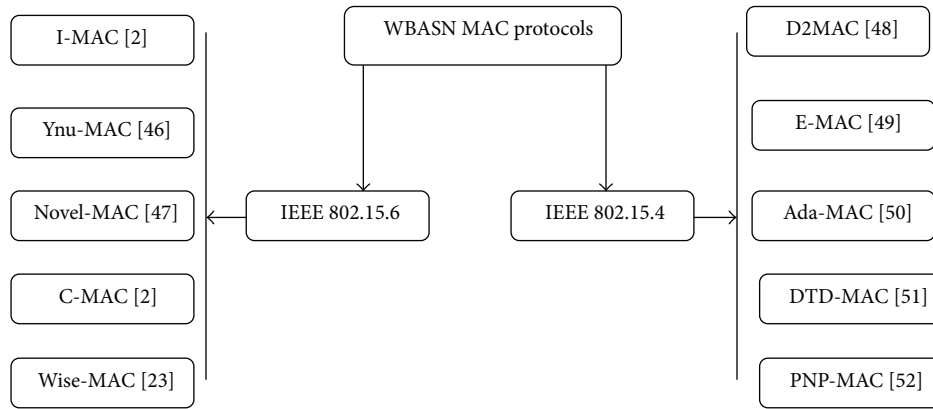 WBASN MAC protocols
I-MAC [2]
Ynu-MAC [46]
Novel-MAC [47]
C-MAC [2]
Wise-MAC [23]
IEEE 802.15.6
IEEE 802.15.4
D2MAC [48]
E-MAC [49]
Ada-MAC [50]
DTD-MAC [51]
PNP-MAC [52]